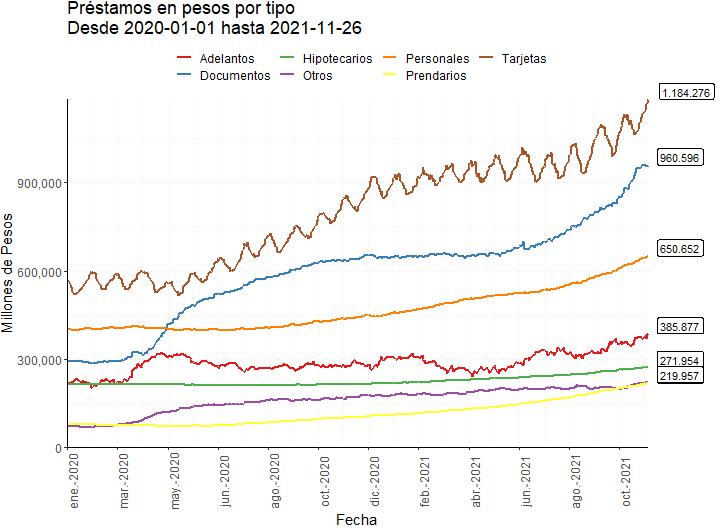 Préstamos en pesos por tipo
Desde 2020-01-01 hasta 2021-11-26
Adelantos Hipotecarios Personales Tarjetas
Documentos Otros Prendarios
Millones de Pesos
900,000
600,000
300,000
0
1.184.276
960.596
650.652
385.877
271.954
219.957
ene.-2020
mar.-2020
may.-2020
jun.-2020
ago.-2020
oct.-2020
dic.-2020
feb.-2021
abr.-2021
jun.-2021
ago.-2021
oct.-2021
Fecha